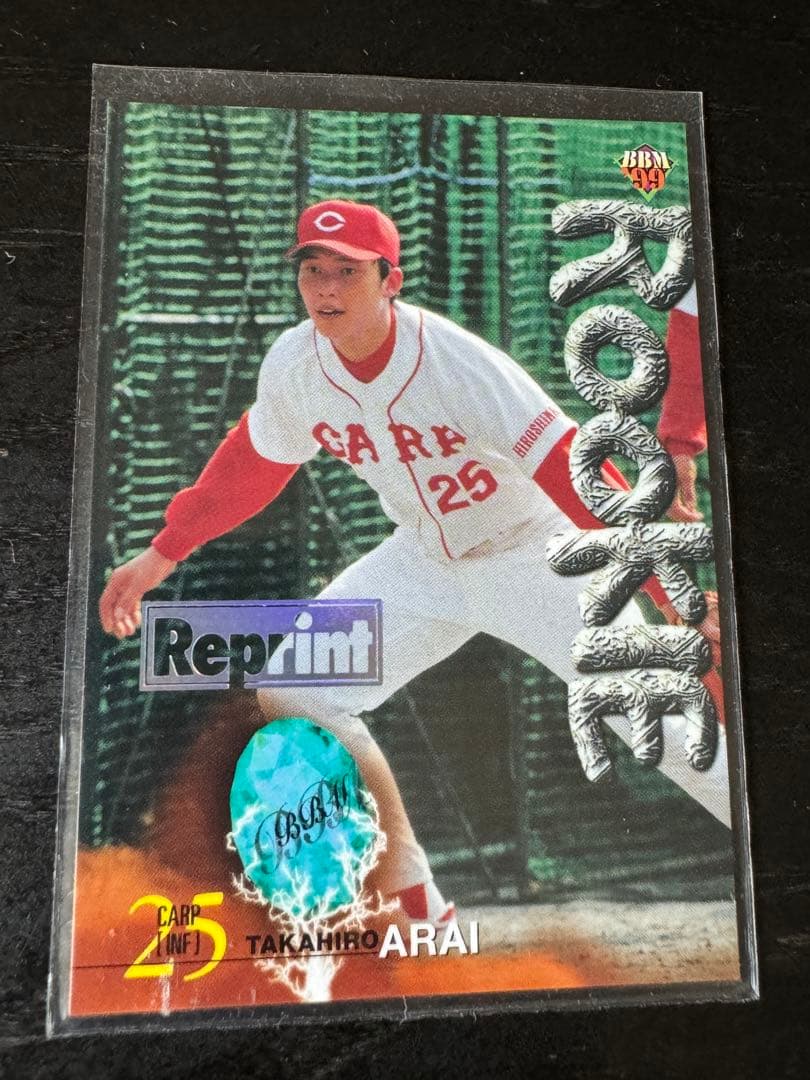 BBM
'99
ROOKIE
C
CARP
25
HIROSHIMA
Reprint
BBM
25
CARP
[INF]
TAKAHIRO ARAI